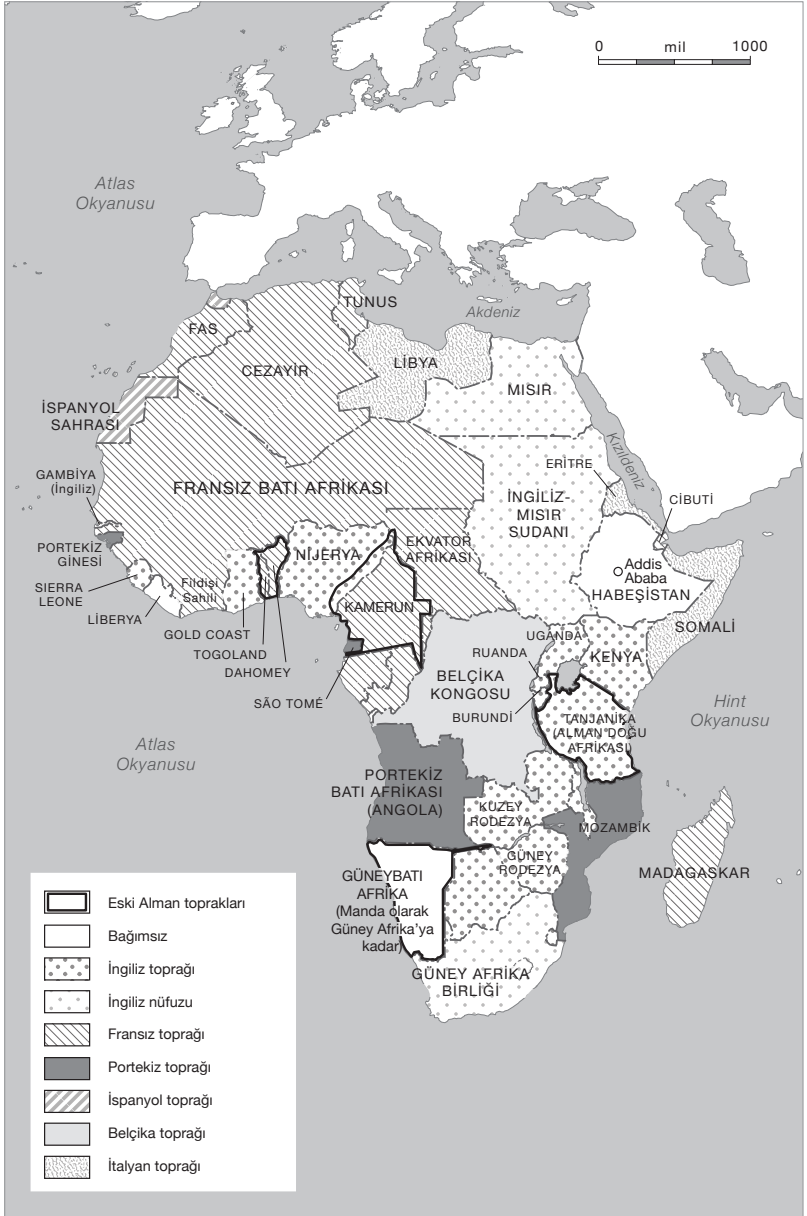 0 mil 1000
Atlas
Okyanusu
TUNUS
Akdeniz
FAS
CEZAYİR
LİBYA
MISIR
İSPANYOL
SAHRASI
Kızıldeniz
ERİTRE
GAMBİYA
(İngiliz)
FRANSIZ BATI AFRİKASI
İNGİLİZ-
MISIR
SUDANI
CİBUTİ
PORTEKİZ
GİNESİ
NİJERYA
EKVATOR
AFRİKASI
Addis
Ababa
HABEŞİSTAN
SIERRA
LEONE
Fildişi
Sahili
LİBERYA
KAMERUN
SOMALİ
GOLD COAST
TOGOLAND
DAHOMEY
UGANDA
RUANDA
KENYA
BELÇİKA
KONGOSU
SÃO TOMÉ
BURUNDİ
Hint
Okyanusu
TANJANİKA
(ALMAN DOĞU
AFRİKASI)
Atlas
Okyanusu
PORTEKİZ
BATI AFRİKASI
(ANGOLA)
KUZEY
RODEZYA
MOZAMBİK
GÜNEY
RODEZYA
MADAGASKAR
GÜNEYBATI
AFRİKA
(Manda olarak
Güney Afrika’ya
kadar)
GÜNEY AFRİKA
BİRLİĞİ
Eski Alman toprakları
Bağımsız
İngiliz toprağı
İngiliz nüfuzu
Fransız toprağı
Portekiz toprağı
İspanyol toprağı
Belçika toprağı
İtalyan toprağı